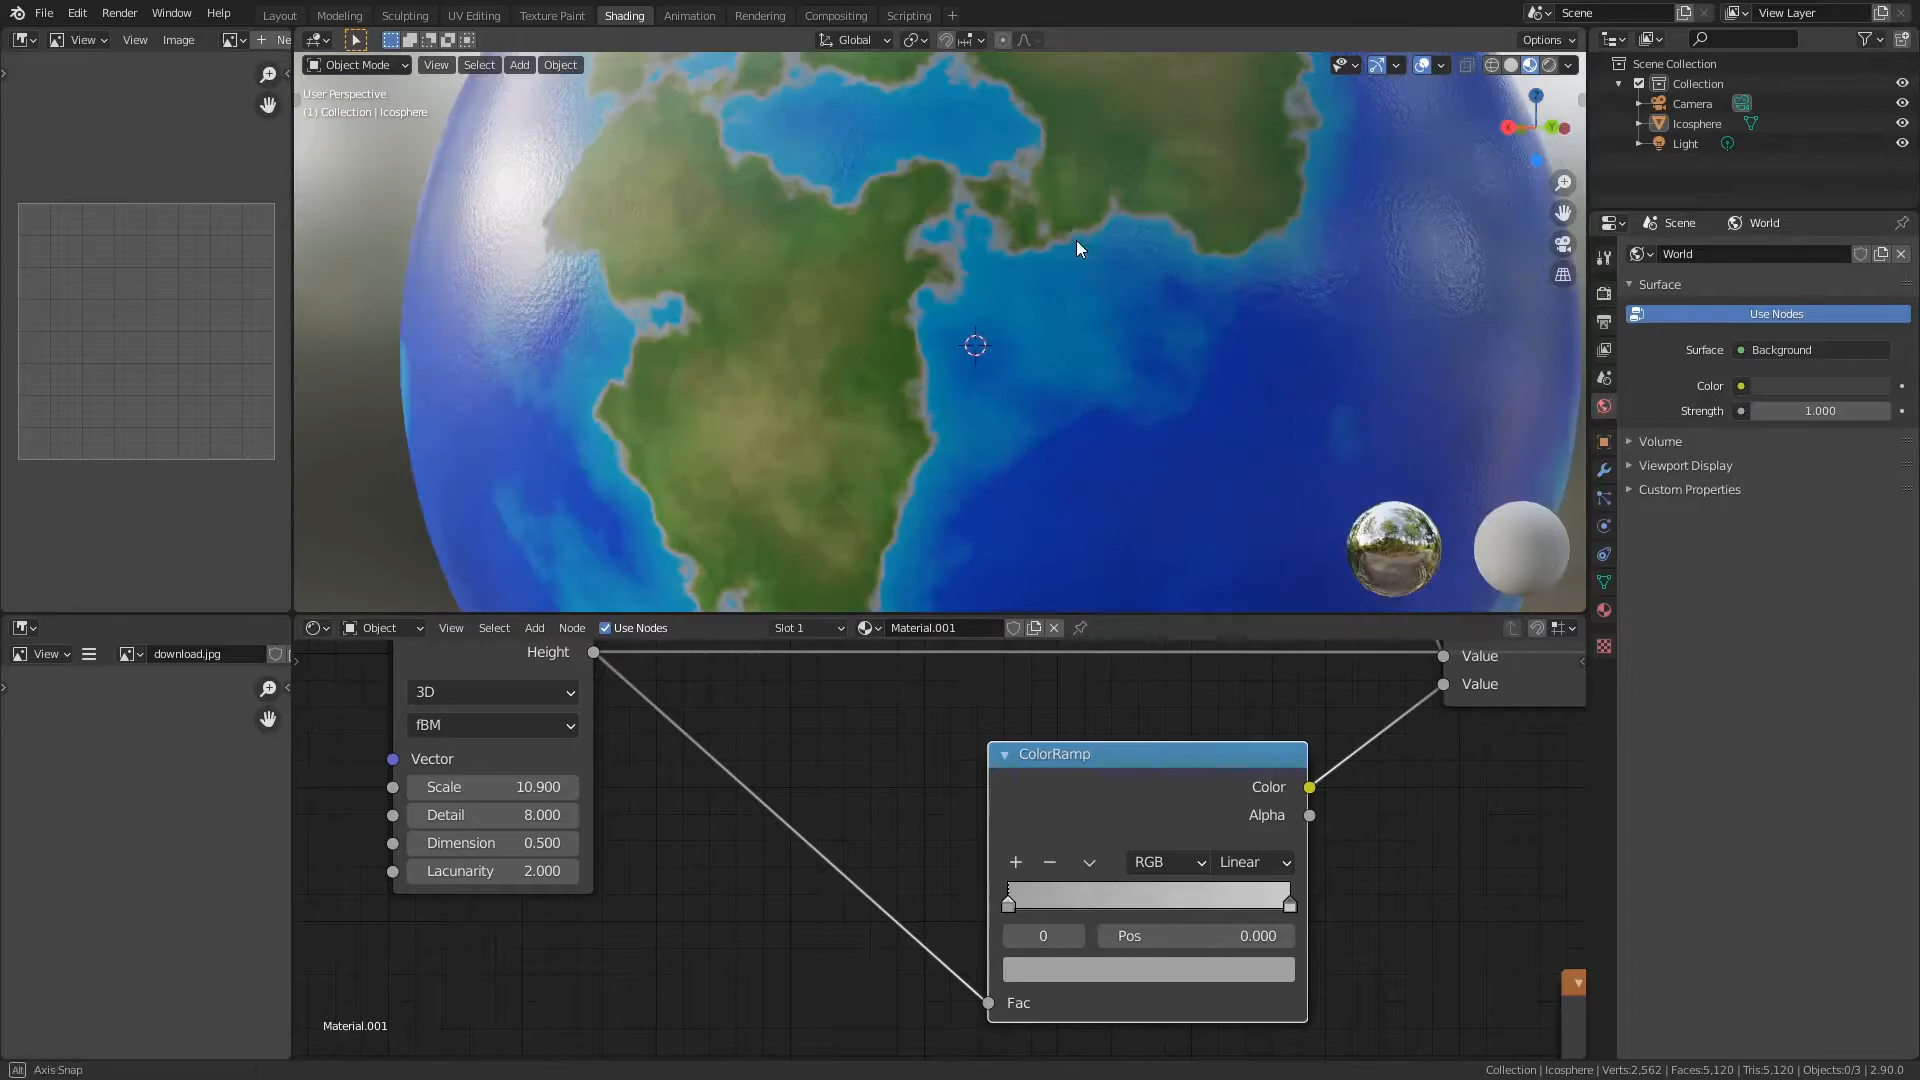 File Edit Render Window Help
Layout Modeling Sculpting UV Editing Texture Paint Shading Animation Rendering Compositing Scripting
Scene
View Layer
View View Image Ne
Global
Options
Object Mode View Select Add Object
User Perspective
(1) Collection | Icosphere
Z
X
Y
Scene Collection
Collection
Camera
Icosphere
Light
Scene World
World
Surface
Use Nodes
Surface Background
Color
Strength 1.000
Volume
Viewport Display
Custom Properties
View download.jpg
Object View Select Add Node Use Nodes Slot 1 Material.001
Height
3D
fBM
Vector
Scale 10.900
Detail 8.000
Dimension 0.500
Lacunarity 2.000
Value
Value
ColorRamp
Color
Alpha
RGB Linear
0 Pos 0.000
Fac
Material.001
Alt Axis Snap
Collection | Icosphere | Verts:2,562 | Faces:5,120 | Tris:5,120 | Objects:0/3 | 2.90.0